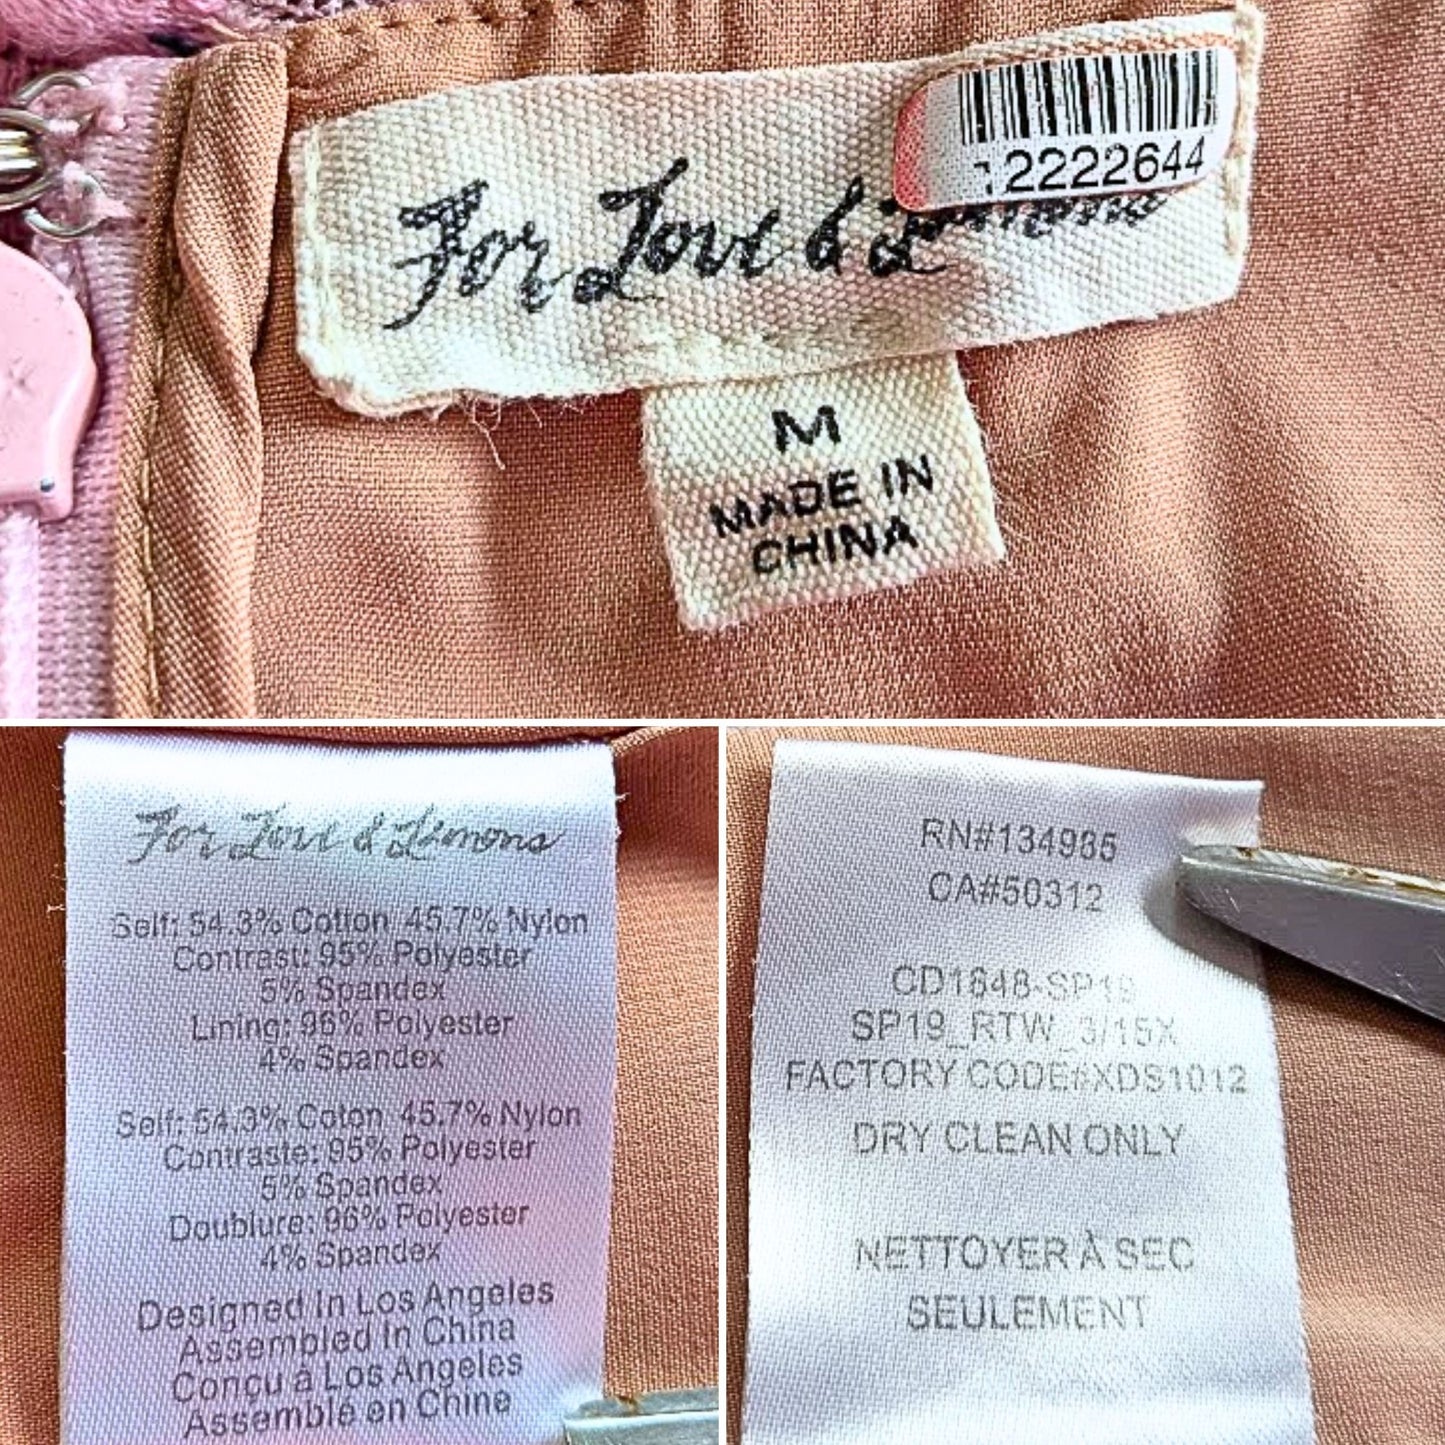 For Love & Lemons
2222644
M
MADE IN
CHINA
For Love & Lemons
Self: 54.3% Cotton 45.7% Nylon
Contrast: 95% Polyester
5% Spandex
Lining: 96% Polyester
4% Spandex
Self: 54.3% Coton 45.7% Nylon
Contraste: 95% Polyester
5% Spandex
Doublure: 96% Polyester
4% Spandex
Designed In Los Angeles
Assembled In China
Conçu à Los Angeles
Assemblé en Chine
RN#134985
CA#50312
CD1848-SP19
SP19_RTW_3/15X
FACTORY CODE#XDS1012
DRY CLEAN ONLY
NETTOYER À SEC
SEULEMENT